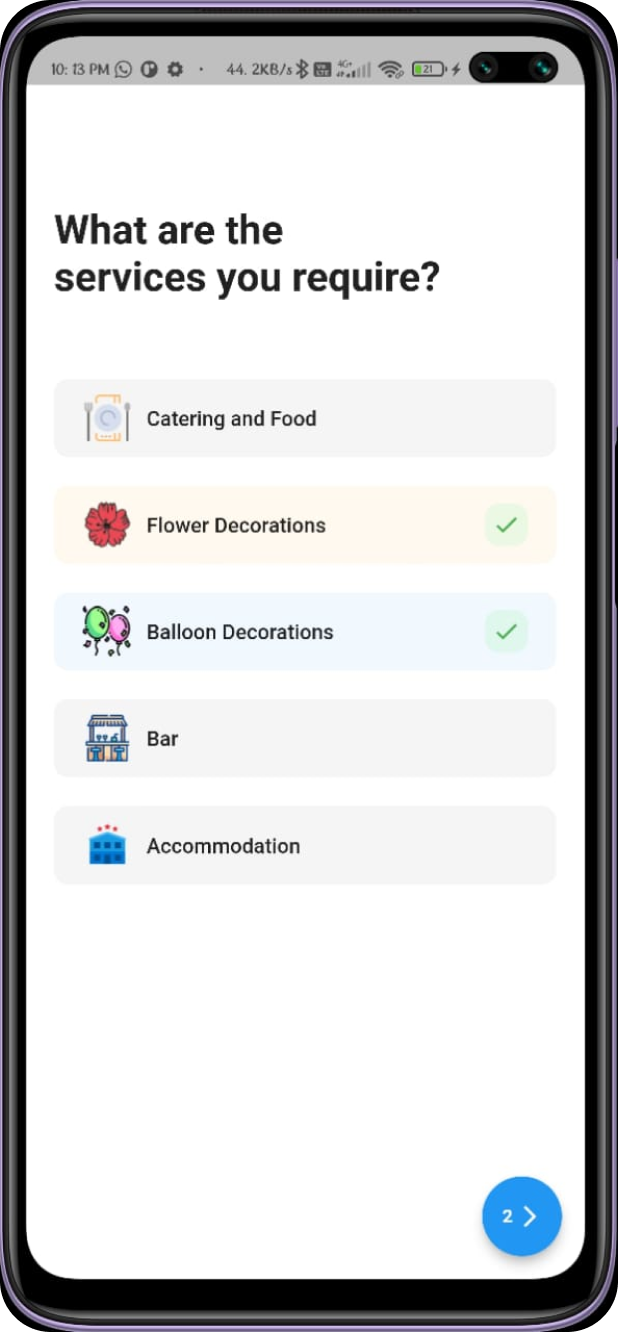 10: 13 PM 44. 2KB/s 4G+ 21
What are the
services you require?
Catering and Food
Flower Decorations
Balloon Decorations
Bar
Accommodation
2